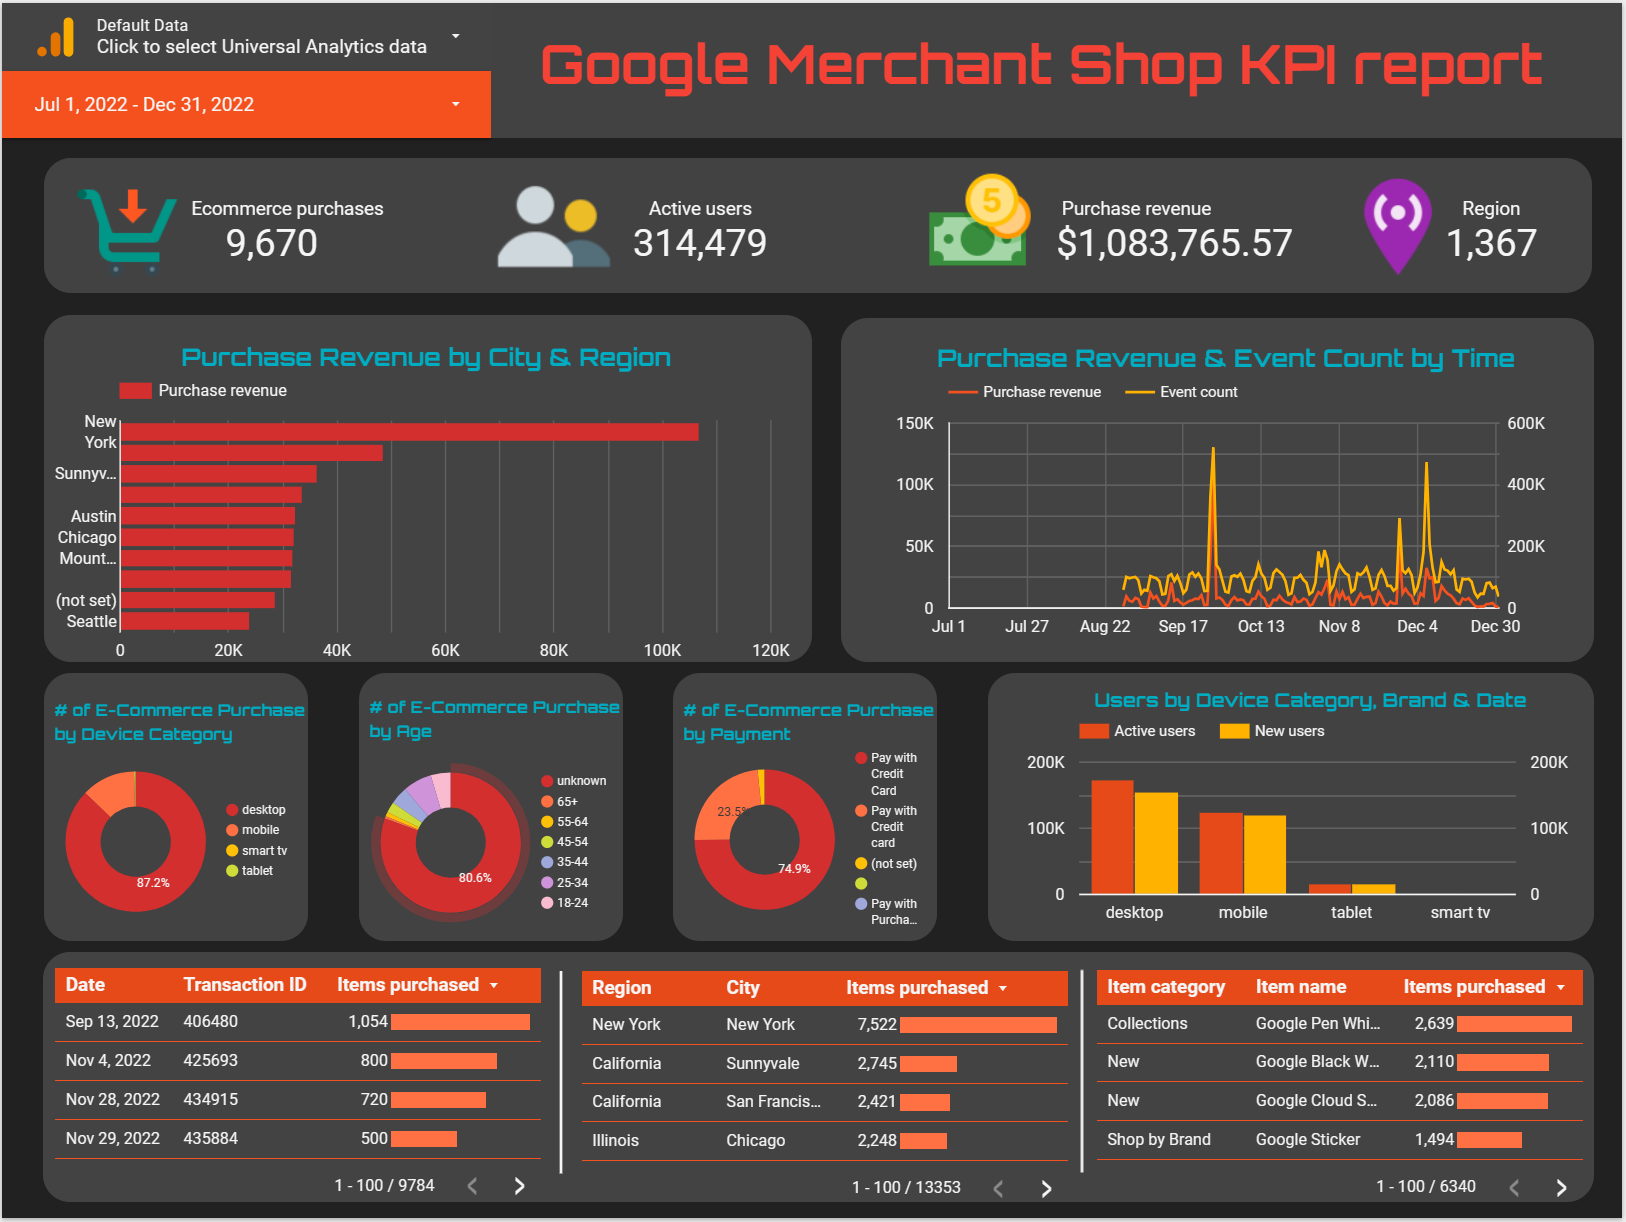 Default Data
Click to select Universal Analytics data
Jul 1, 2022 - Dec 31, 2022
Google Merchant Shop KPI report
Ecommerce purchases
9,670
Active users
314,479
5
Purchase revenue
$1,083,765.57
Region
1,367
Purchase Revenue by City & Region
Purchase revenue
New
York
Sunnyv...
Austin
Chicago
Mount...
(not set)
Seattle
0 20K 40K 60K 80K 100K 120K
Purchase Revenue & Event Count by Time
Purchase revenue Event count
150K 600K
100K 400K
50K 200K
0 0
Jul 1 Jul 27 Aug 22 Sep 17 Oct 13 Nov 8 Dec 4 Dec 30
# of E-Commerce Purchase
by Device Category
87.2%
desktop
mobile
smart tv
tablet
# of E-Commerce Purchase
by Age
80.6%
unknown
65+
55-64
45-54
35-44
25-34
18-24
# of E-Commerce Purchase
by Payment
23.5%
74.9%
Pay with
Credit
Card
Pay with
Credit
card
(not set)
Pay with
Purcha...
Users by Device Category, Brand & Date
Active users New users
200K 200K
100K 100K
0 0
desktop mobile tablet smart tv
Date Transaction ID Items purchased
Sep 13, 2022 406480 1,054
Nov 4, 2022 425693 800
Nov 28, 2022 434915 720
Nov 29, 2022 435884 500
1 - 100 / 9784
Region City Items purchased
New York New York 7,522
California Sunnyvale 2,745
California San Francis... 2,421
Illinois Chicago 2,248
1 - 100 / 13353
Item category Item name Items purchased
Collections Google Pen Whi... 2,639
New Google Black W... 2,110
New Google Cloud S... 2,086
Shop by Brand Google Sticker 1,494
1 - 100 / 6340